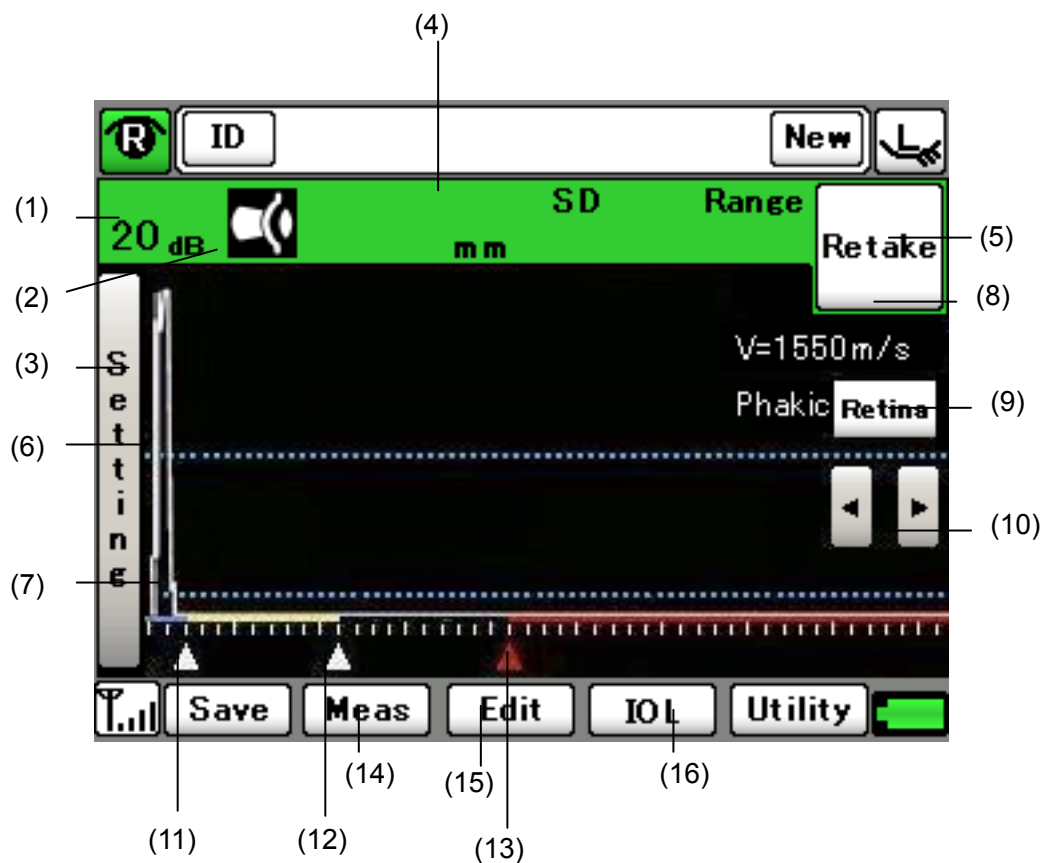 (4)
R ID New L
(1) SD Range
20 dB mm Retake (5)
(2) (8)
(3) Setting V=1550m/s
Phakic Retina (9)
(6)
(10)
(7)
Save Meas Edit IOL Utility
(14) (15) (16)
(11) (12) (13)